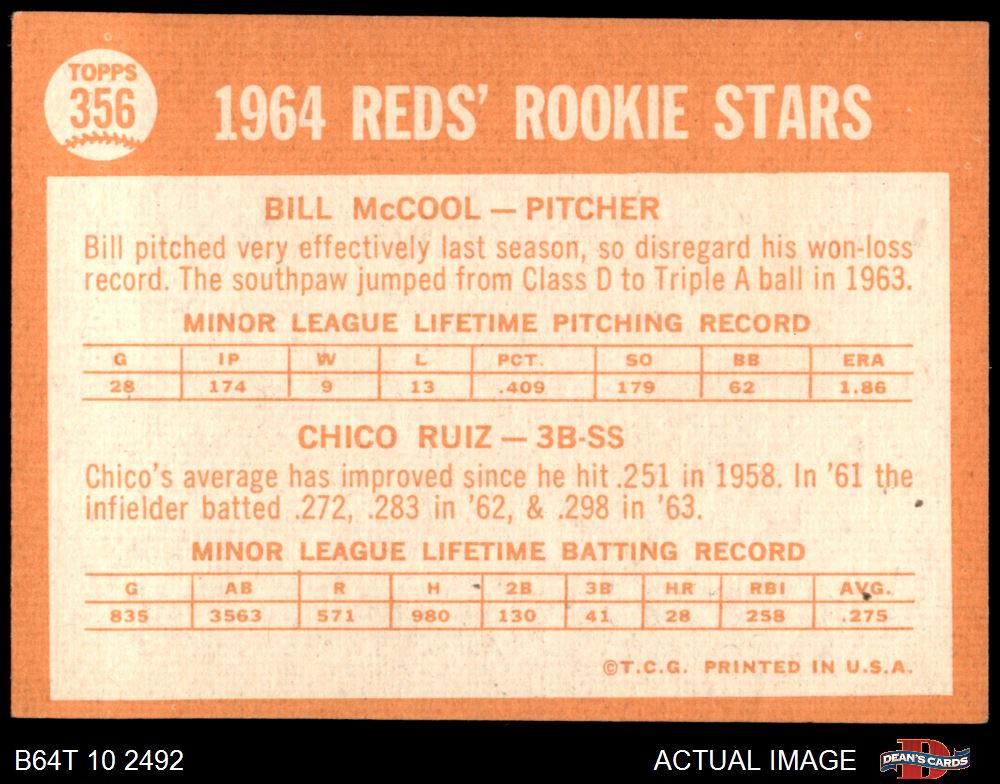 TOPPS
356
1964 REDS' ROOKIE STARS
BILL McCOOL — PITCHER
Bill pitched very effectively last season, so disregard his won-loss
record. The southpaw jumped from Class D to Triple A ball in 1963.
MINOR LEAGUE LIFETIME PITCHING RECORD
G IP W L PCT. SO BB ERA
28 174 9 13 .409 179 62 1.86
CHICO RUIZ — 3B-SS
Chico's average has improved since he hit .251 in 1958. In '61 the
infielder batted .272, .283 in '62, & .298 in '63.
MINOR LEAGUE LIFETIME BATTING RECORD
G AB R H 2B 3B HR RBI AVG.
835 3563 571 980 130 41 28 258 .275
©T.C.G. PRINTED IN U.S.A.
B64T 10 2492
ACTUAL IMAGE
DEAN'S CARDS